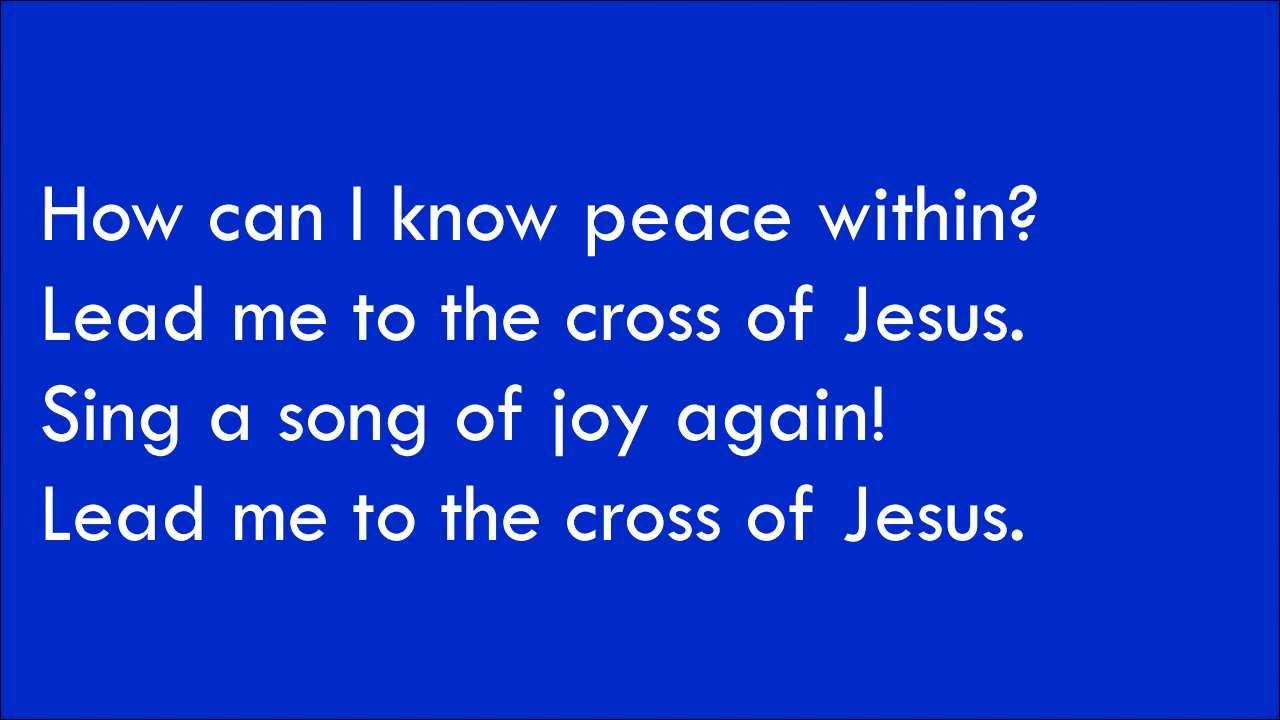 How can I know peace within?
Lead me to the cross of Jesus.
Sing a song of joy again!
Lead me to the cross of Jesus.